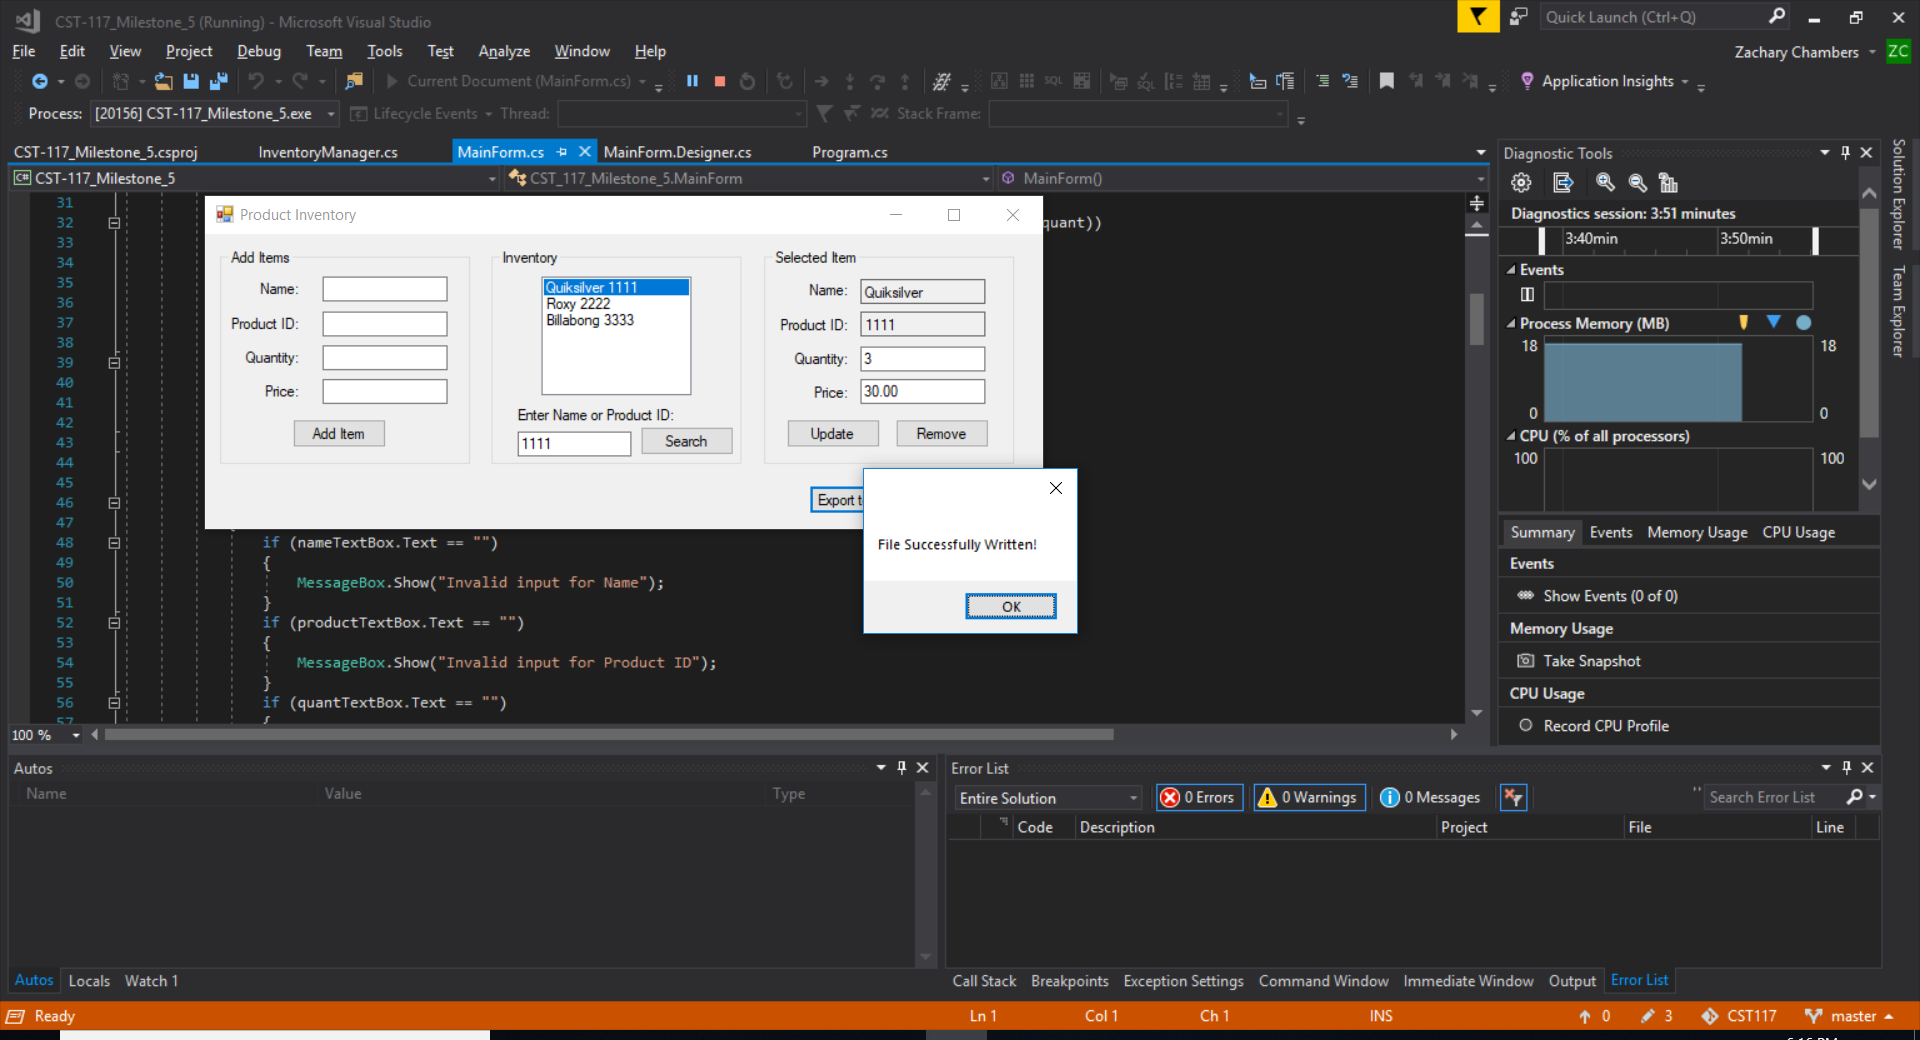 CST-117_Milestone_5 (Running) - Microsoft Visual Studio
Quick Launch (Ctrl+Q)
File Edit View Project Debug Team Tools Test Analyze Window Help
Zachary Chambers ZC
Current Document (MainForm.cs) SQL Application Insights
Process: [20156] CST-117_Milestone_5.exe Lifecycle Events Thread: Stack Frame:
CST-117_Milestone_5.csproj InventoryManager.cs MainForm.cs MainForm.Designer.cs Program.cs
C# CST-117_Milestone_5 CST_117_Milestone_5.MainForm MainForm()
31
32 quant))
33
34
35
36
37
38
39
40
41
42
43
44
45
46
47
48 if (nameTextBox.Text == "")
49 {
50 MessageBox.Show("Invalid input for Name");
51 }
52 if (productTextBox.Text == "")
53 {
54 MessageBox.Show("Invalid input for Product ID");
55 }
56 if (quantTextBox.Text == "")
57 {
100 %
Product Inventory
Add Items
Name:
Product ID:
Quantity:
Price:
Add Item
Inventory
Quiksilver 1111
Roxy 2222
Billabong 3333
Enter Name or Product ID:
1111 Search
Selected Item
Name: Quiksilver
Product ID: 1111
Quantity: 3
Price: 30.00
Update Remove
Export t
File Successfully Written!
OK
Diagnostic Tools
Diagnostics session: 3:51 minutes
3:40min 3:50min
Events
Process Memory (MB)
18 18
0 0
CPU (% of all processors)
100 100
Summary Events Memory Usage CPU Usage
Events
Show Events (0 of 0)
Memory Usage
Take Snapshot
CPU Usage
Record CPU Profile
Solution Explorer
Team Explorer
Autos
Name Value Type
Autos Locals Watch 1
Error List
Entire Solution 0 Errors 0 Warnings 0 Messages Search Error List
Code Description Project File Line
Call Stack Breakpoints Exception Settings Command Window Immediate Window Output Error List
Ready Ln 1 Col 1 Ch 1 INS 0 3 CST117 master